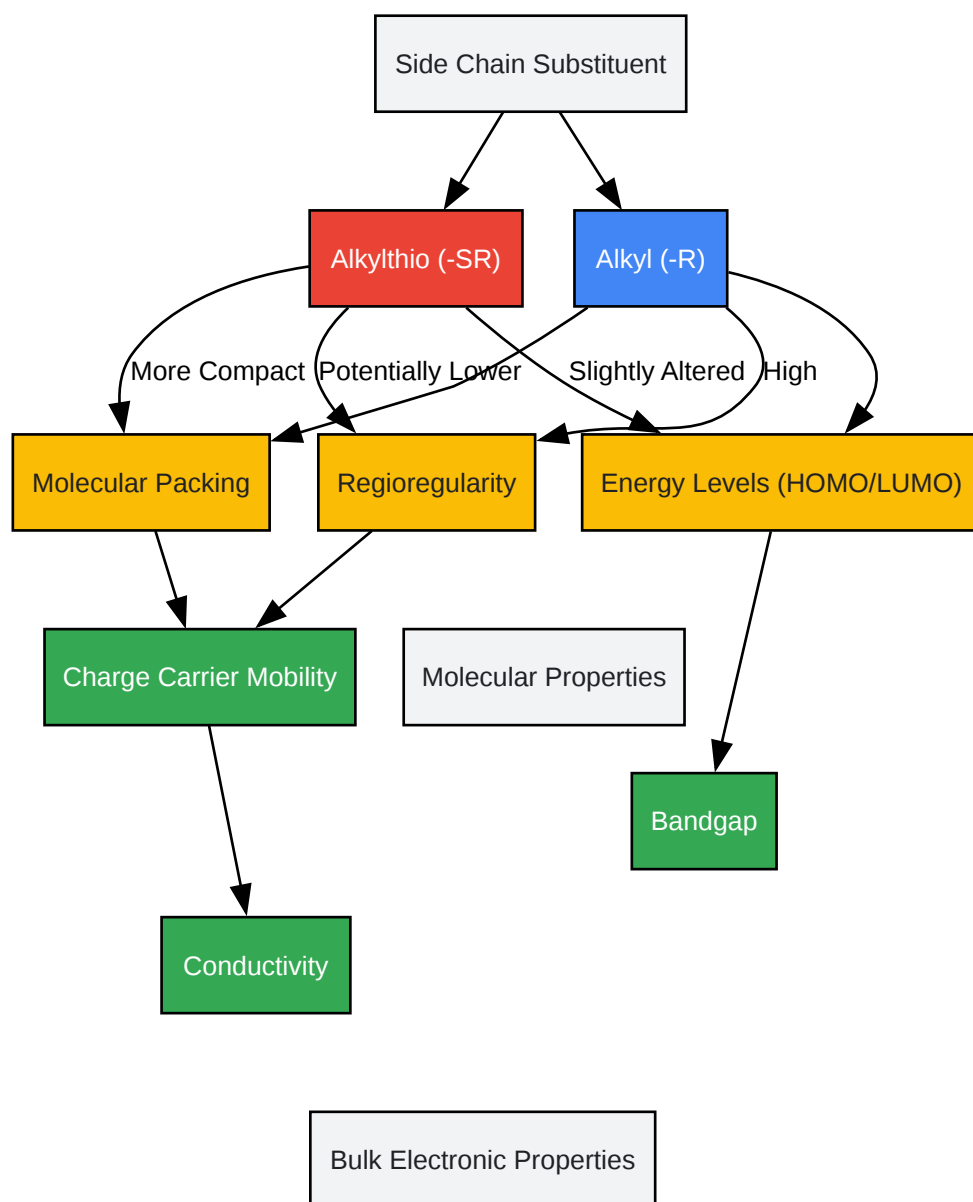 Side Chain Substituent
Alkylthio (-SR)
Alkyl (-R)
More Compact
Potentially Lower
Slightly Altered
High
Molecular Packing
Regioregularity
Energy Levels (HOMO/LUMO)
Charge Carrier Mobility
Molecular Properties
Bandgap
Conductivity
Bulk Electronic Properties